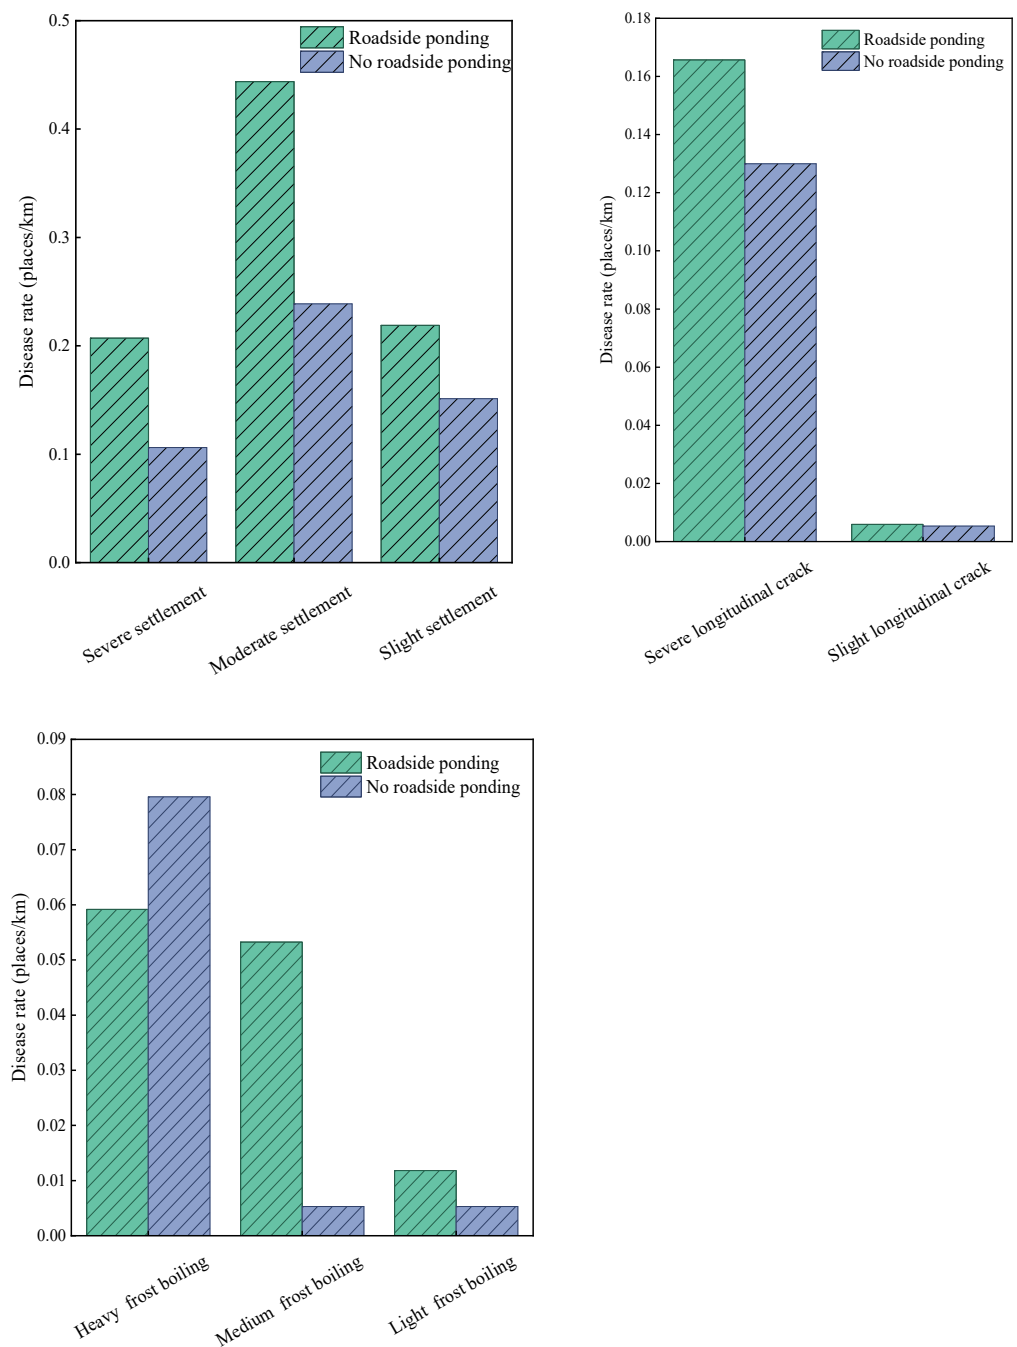 0.5
0.4
0.3
0.2
0.1
0.0
Disease rate (places/km)
Roadside ponding
No roadside ponding
Severe settlement
Moderate settlement
Slight settlement
0.18
0.16
0.14
0.12
0.10
0.08
0.06
0.04
0.02
0.00
Disease rate (places/km)
Roadside ponding
No roadside ponding
Severe longitudinal crack
Slight longitudinal crack
0.09
0.08
0.07
0.06
0.05
0.04
0.03
0.02
0.01
0.00
Disease rate (places/km)
Roadside ponding
No roadside ponding
Heavy frost boiling
Medium frost boiling
Light frost boiling